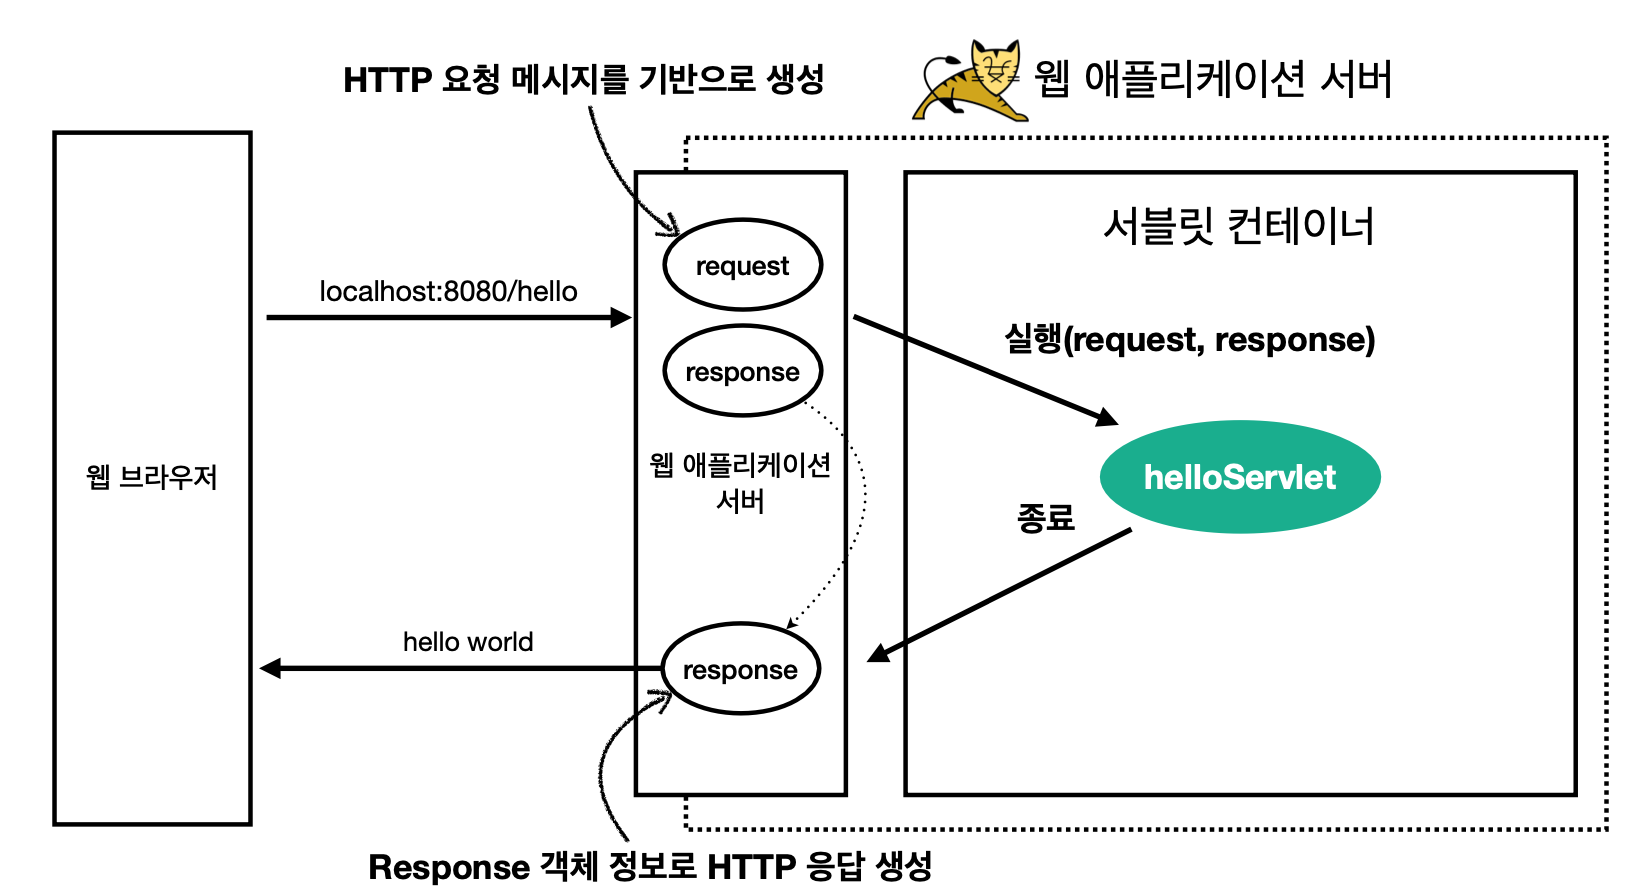 HTTP 요청 메시지를 기반으로 생성
웹 애플리케이션 서버
서블릿 컨테이너
request
localhost:8080/hello
실행(request, response)
response
웹 브라우저
웹 애플리케이션
서버
helloServlet
종료
hello world
response
Response 객체 정보로 HTTP 응답 생성